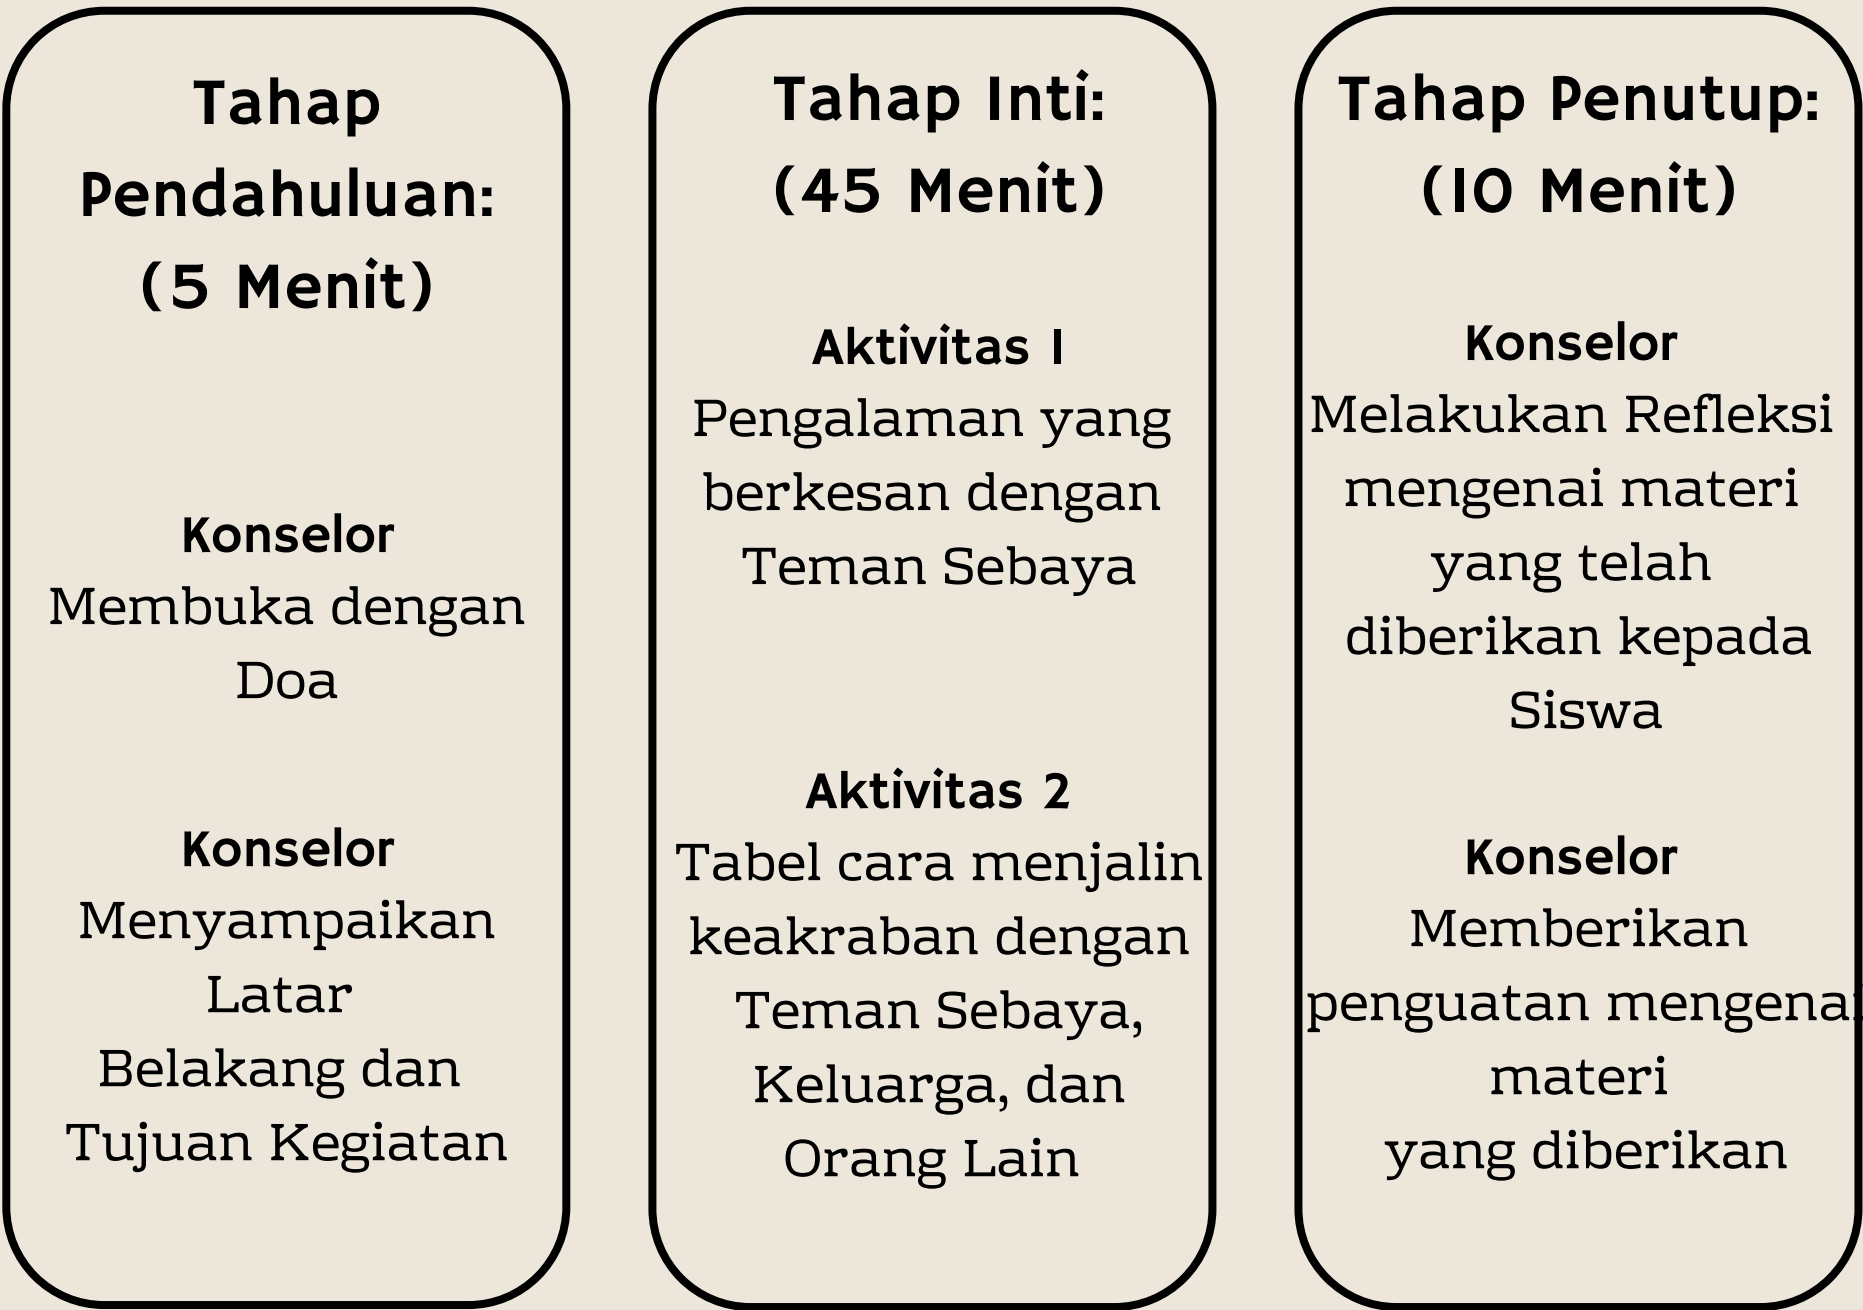 Tahap
Pendahuluan:
(5 Menit)
Konselor
Membuka dengan
Doa
Konselor
Menyampaikan
Latar
Belakang dan
Tujuan Kegiatan
Tahap Inti:
(45 Menit)
Aktivitas 1
Pengalaman yang
berkesan dengan
Teman Sebaya
Aktivitas 2
Tabel cara menjalin
keakraban dengan
Teman Sebaya,
Keluarga, dan
Orang Lain
Tahap Penutup:
(10 Menit)
Konselor
Melakukan Refleksi
mengenai materi
yang telah
diberikan kepada
Siswa
Konselor
Memberikan
penguatan mengenai
materi
yang diberikan